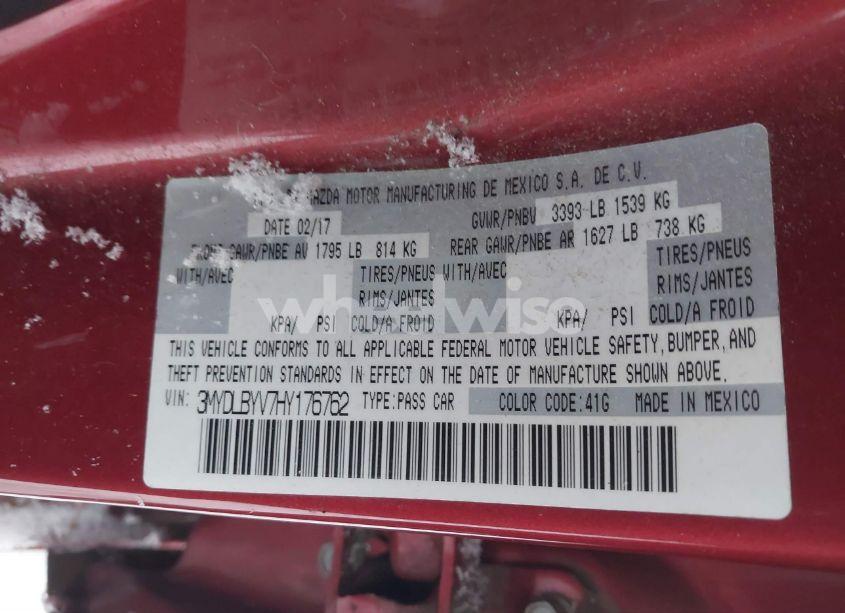 MAZDA MOTOR MANUFACTURING DE MEXICO S.A. DE C.V.
DATE 02/17 GVWR/PNBV 3393 LB 1539 KG
FRONT GAWR/PNBE AV 1795 LB 814 KG REAR GAWR/PNBE AR 1627 LB 738 KG
WITH/AVEC TIRES/PNEUS WITH/AVEC TIRES/PNEUS
RIMS/JANTES RIMS/JANTES
KPA/ PSI COLD/A FROID KPA/ PSI COLD/A FROID
THIS VEHICLE CONFORMS TO ALL APPLICABLE FEDERAL MOTOR VEHICLE SAFETY, BUMPER, AND
THEFT PREVENTION STANDARDS IN EFFECT ON THE DATE OF MANUFACTURE SHOWN ABOVE.
VIN: 3MYDLBYV7HY176762 TYPE:PASS CAR COLOR CODE:41G MADE IN MEXICO
wheelwise